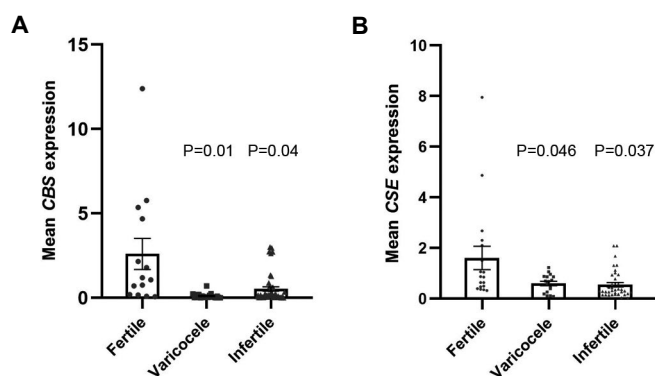 A
Mean CBS expression
15
10
5
0
P=0.01 P=0.04
Fertile
Varicocele
Infertile
B
Mean CSE expression
10
8
6
4
2
0
P=0.046 P=0.037
Fertile
Varicocele
Infertile